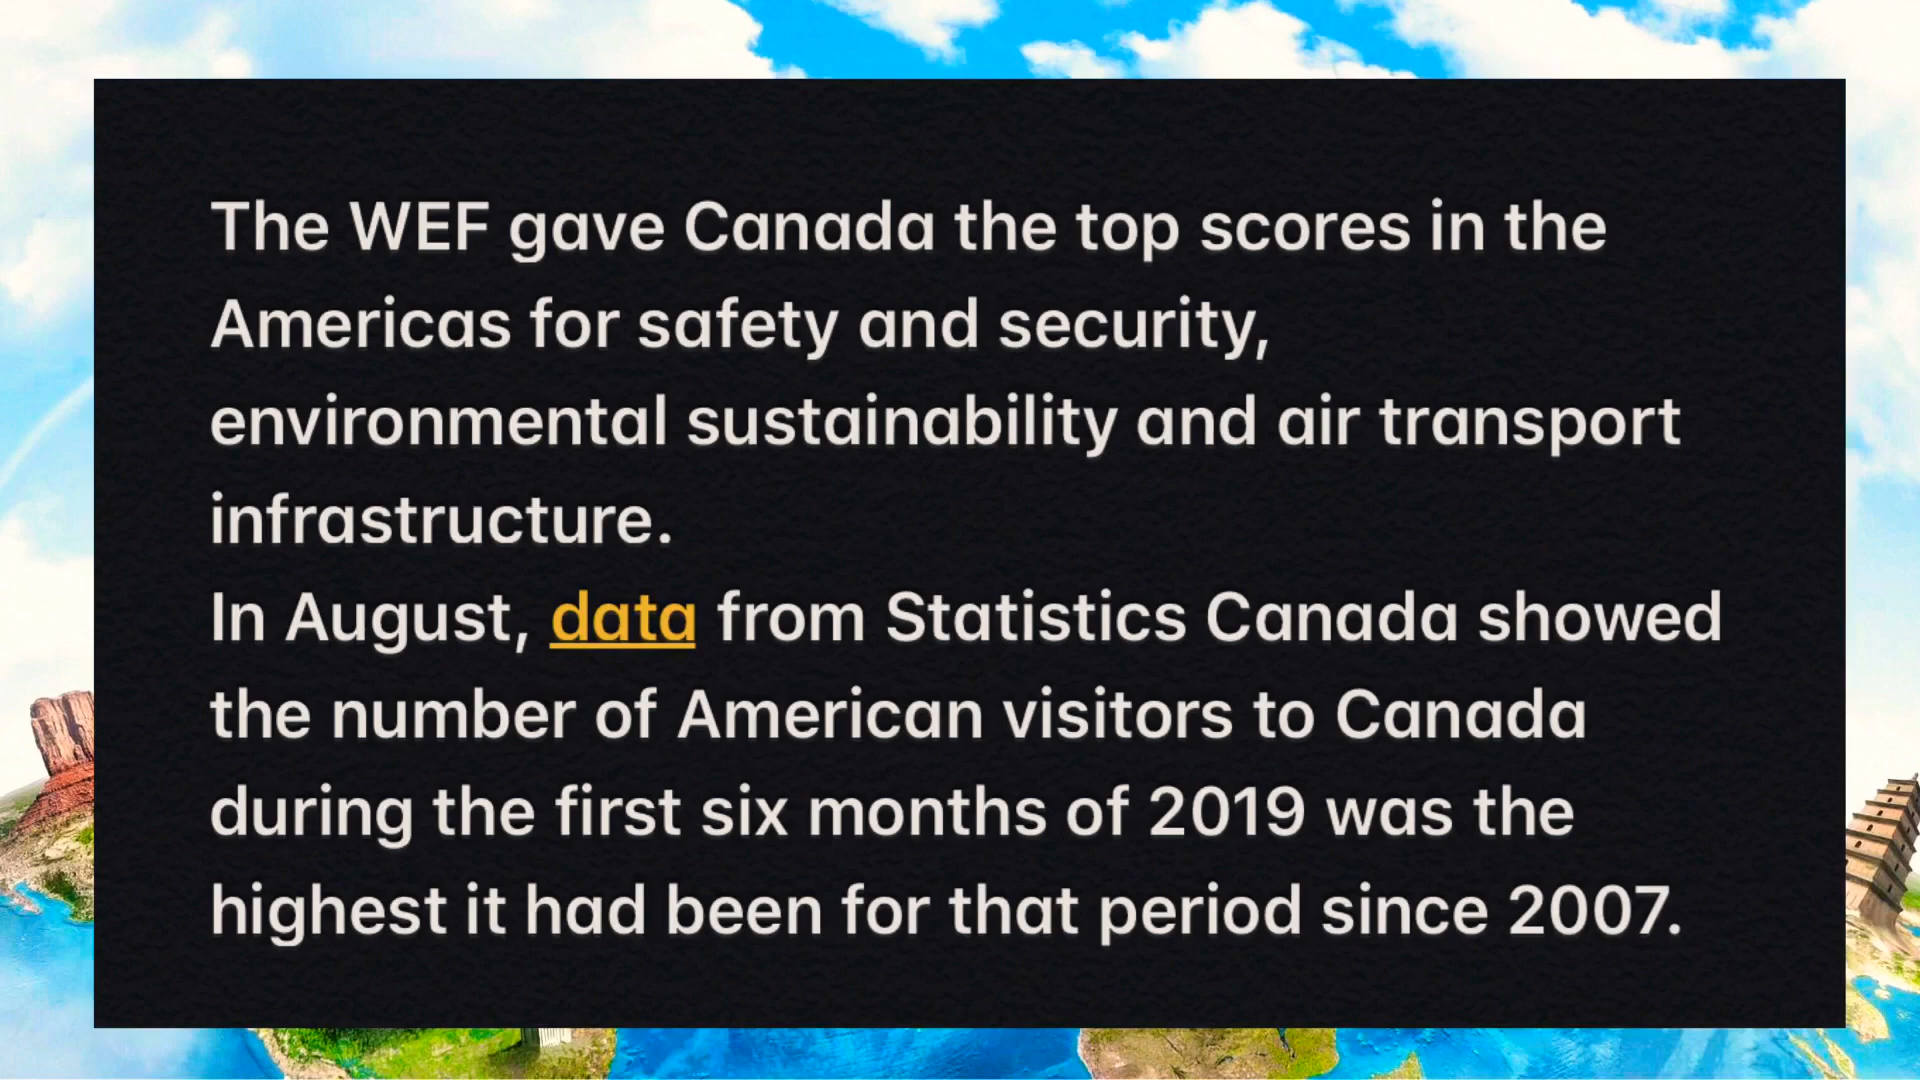 The WEF gave Canada the top scores in the
Americas for safety and security,
environmental sustainability and air transport
infrastructure.
In August, data from Statistics Canada showed
the number of American visitors to Canada
during the first six months of 2019 was the
highest it had been for that period since 2007.